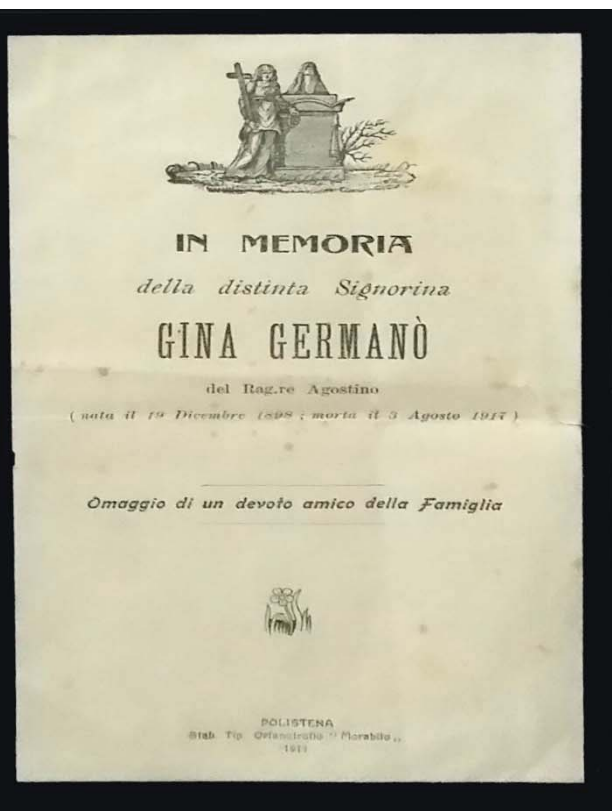 IN MEMORIA
della distinta Signorina
GINA GERMANÒ
del Rag.re Agostino
( nata il 19 Dicembre 1898 ; morta il 3 Agosto 1917 )
Omaggio di un devoto amico della Famiglia
POLISTENA
Stab. Tip. Orfanotrofio " Morabito „